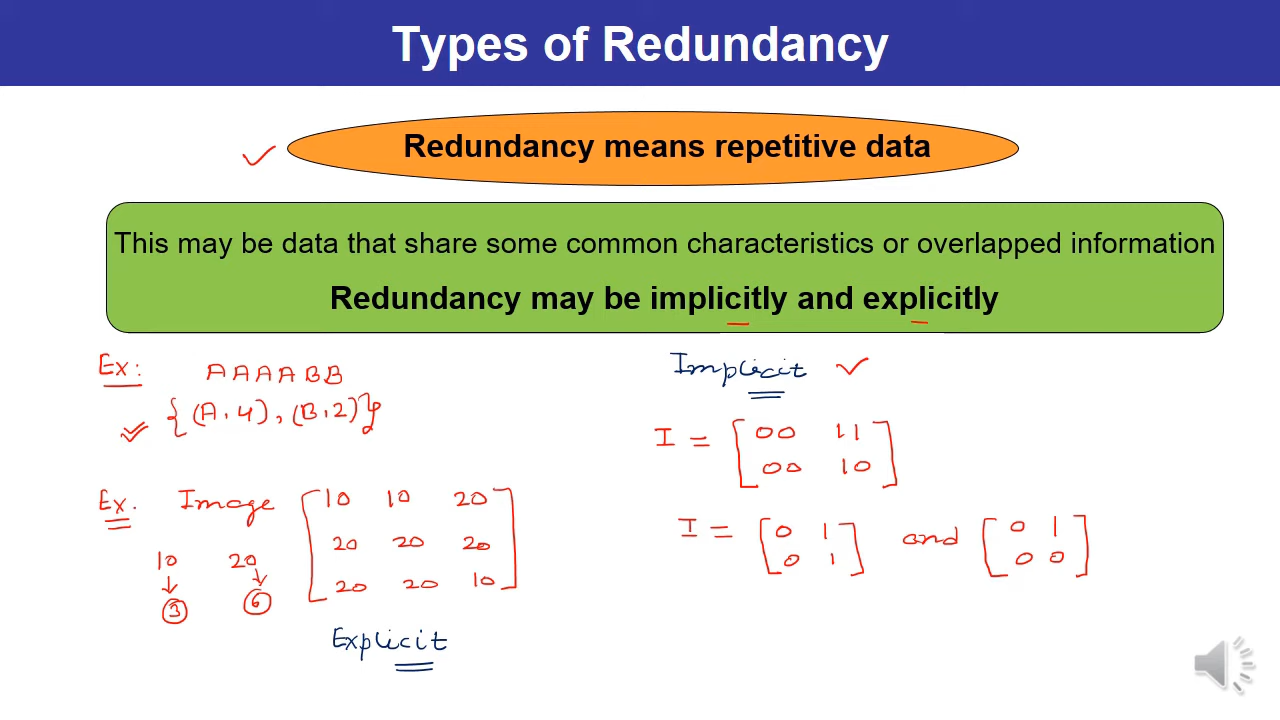 Types of Redundancy
Redundancy means repetitive data
This may be data that share some common characteristics or overlapped information
Redundancy may be implicitly and explicitly
Ex: AAAABB
{(A,4), (B,2)}
Ex. Image [10 10 20
20 20 20
20 20 10]
10 20
3 6
Explicit
Implicit
I = [00 11
00 10]
I = [0 1
0 1] and [0 1
0 0]